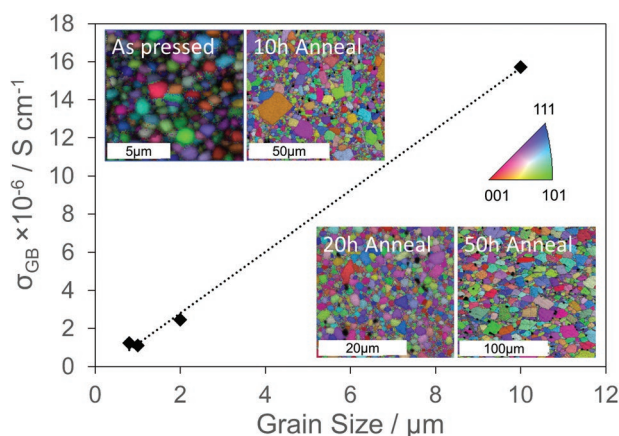 18
16
14
12
10
8
6
4
2
0
σGB ×10⁻⁶ / S cm⁻¹
As pressed
5µm
10h Anneal
50µm
111
001
101
20h Anneal
20µm
50h Anneal
100µm
0 2 4 6 8 10 12
Grain Size / µm